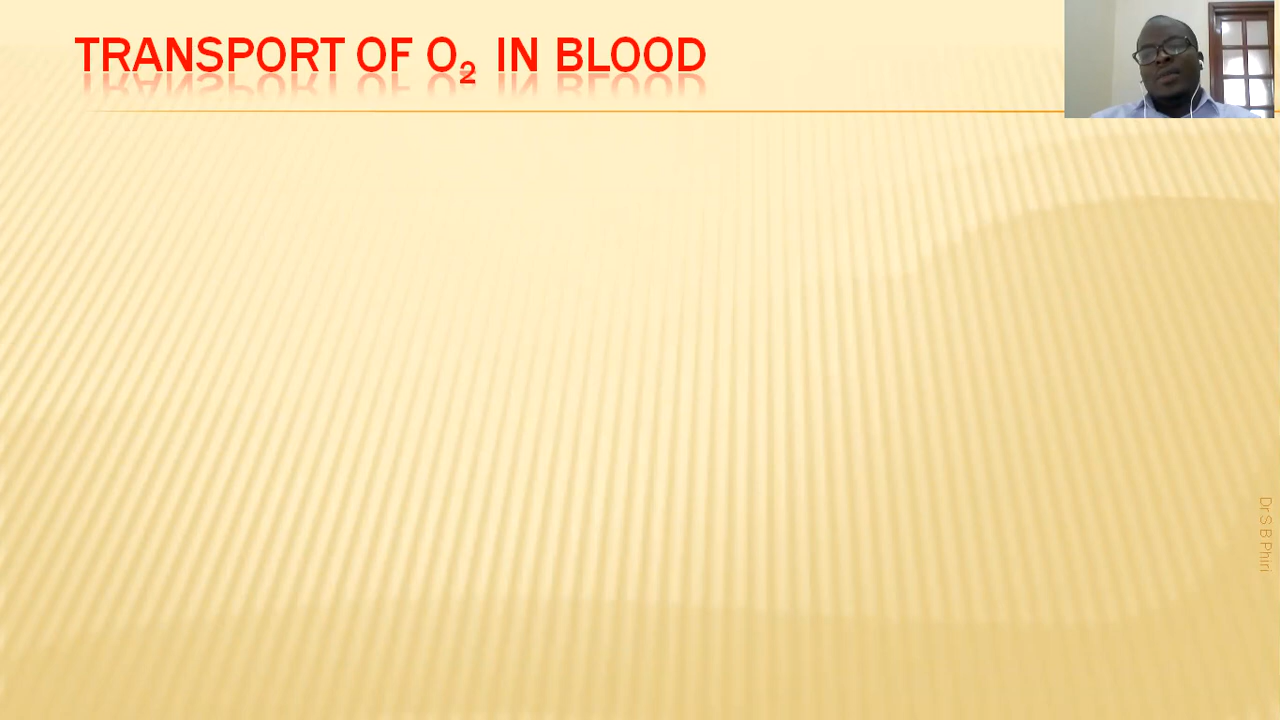 TRANSPORT OF O₂ IN BLOOD
Dr S B Phiri